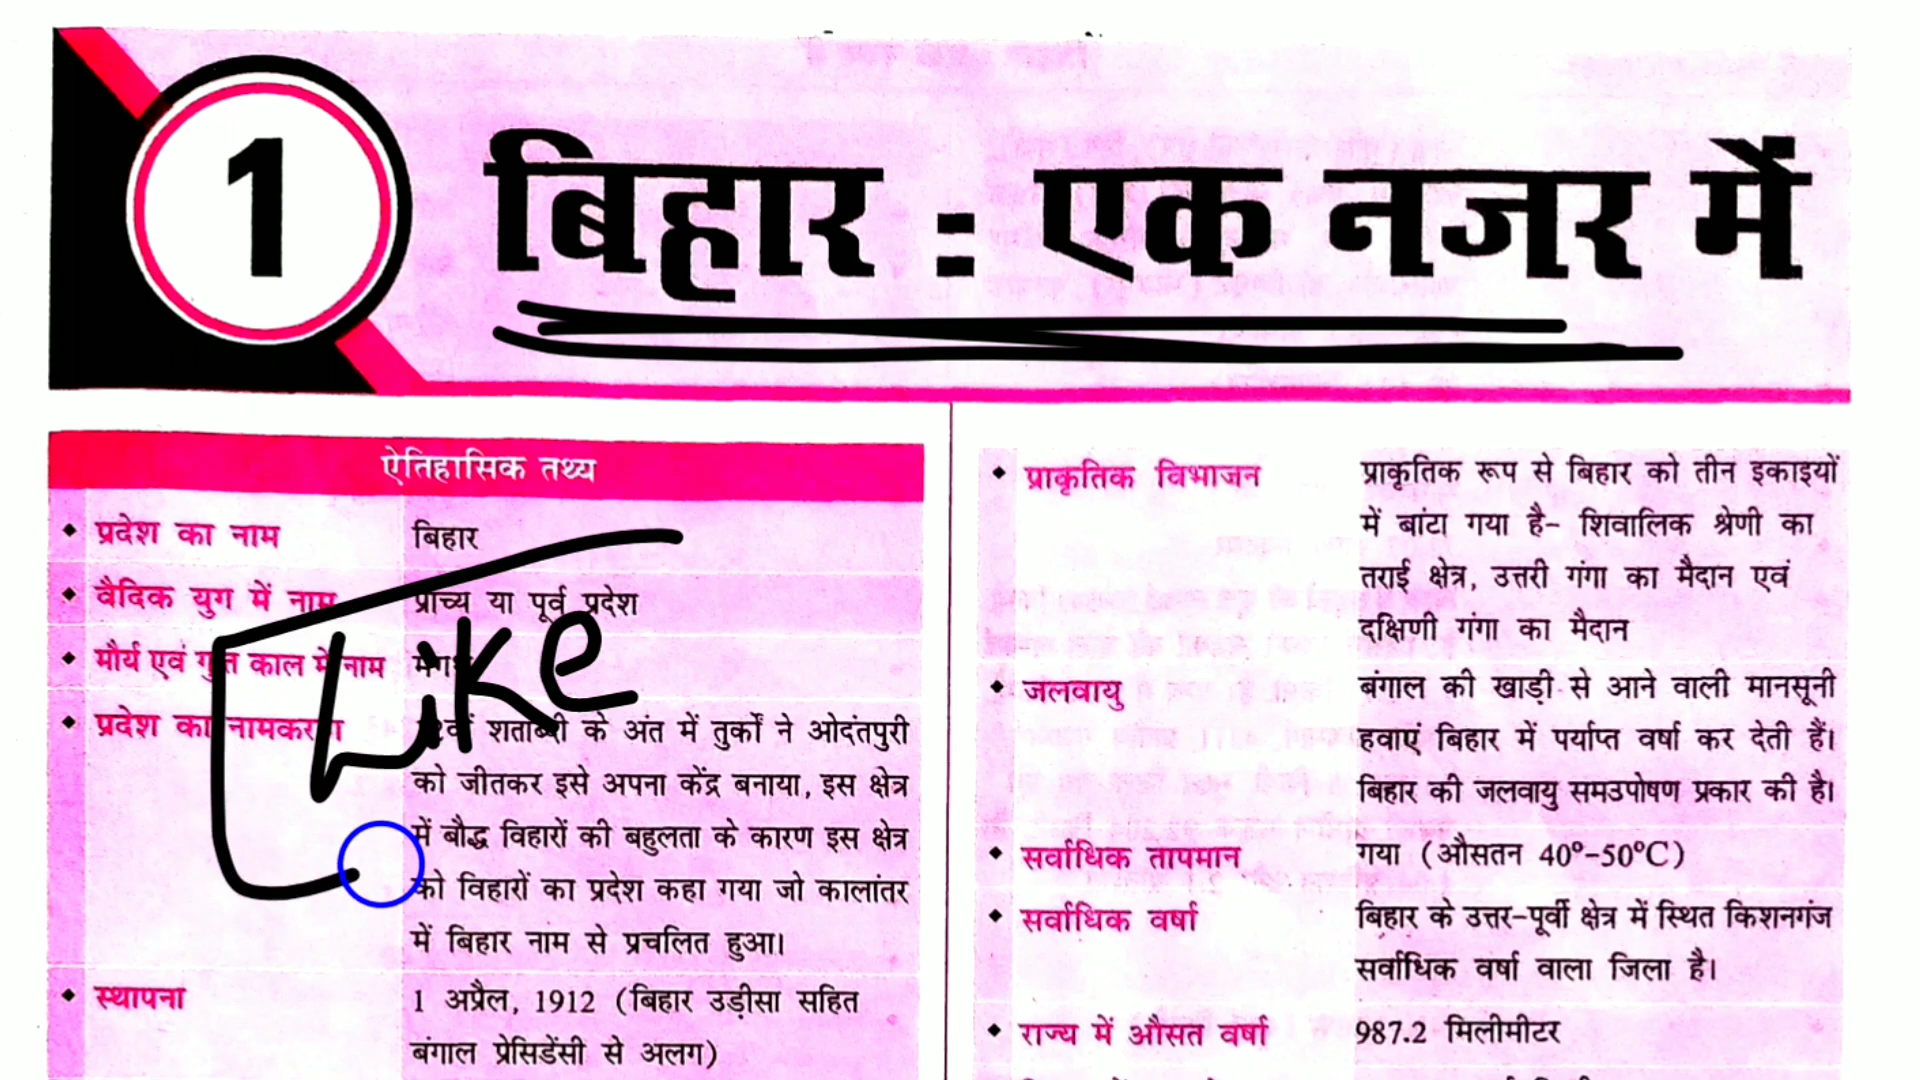 1
बिहार : एक नजर में
ऐतिहासिक तथ्य
प्रदेश का नाम बिहार
वैदिक युग में नाम प्राच्य या पूर्व प्रदेश
मौर्य एवं गुप्त काल में नाम मगध
Like
प्रदेश का नामकरण शताब्दी के अंत में तुर्कों ने ओदंतपुरी
को जीतकर इसे अपना केंद्र बनाया, इस क्षेत्र
में बौद्ध विहारों की बहुलता के कारण इस क्षेत्र
को विहारों का प्रदेश कहा गया जो कालांतर
में बिहार नाम से प्रचलित हुआ।
स्थापना 1 अप्रैल, 1912 (बिहार उड़ीसा सहित
बंगाल प्रेसिडेंसी से अलग)
प्राकृतिक विभाजन प्राकृतिक रूप से बिहार को तीन इकाइयों
में बांटा गया है- शिवालिक श्रेणी का
तराई क्षेत्र, उत्तरी गंगा का मैदान एवं
दक्षिणी गंगा का मैदान
जलवायु बंगाल की खाड़ी से आने वाली मानसूनी
हवाएं बिहार में पर्याप्त वर्षा कर देती हैं।
बिहार की जलवायु समउपोषण प्रकार की है।
सर्वाधिक तापमान गया (औसतन 40°-50°C)
सर्वाधिक वर्षा बिहार के उत्तर-पूर्वी क्षेत्र में स्थित किशनगंज
सर्वाधिक वर्षा वाला जिला है।
राज्य में औसत वर्षा 987.2 मिलीमीटर